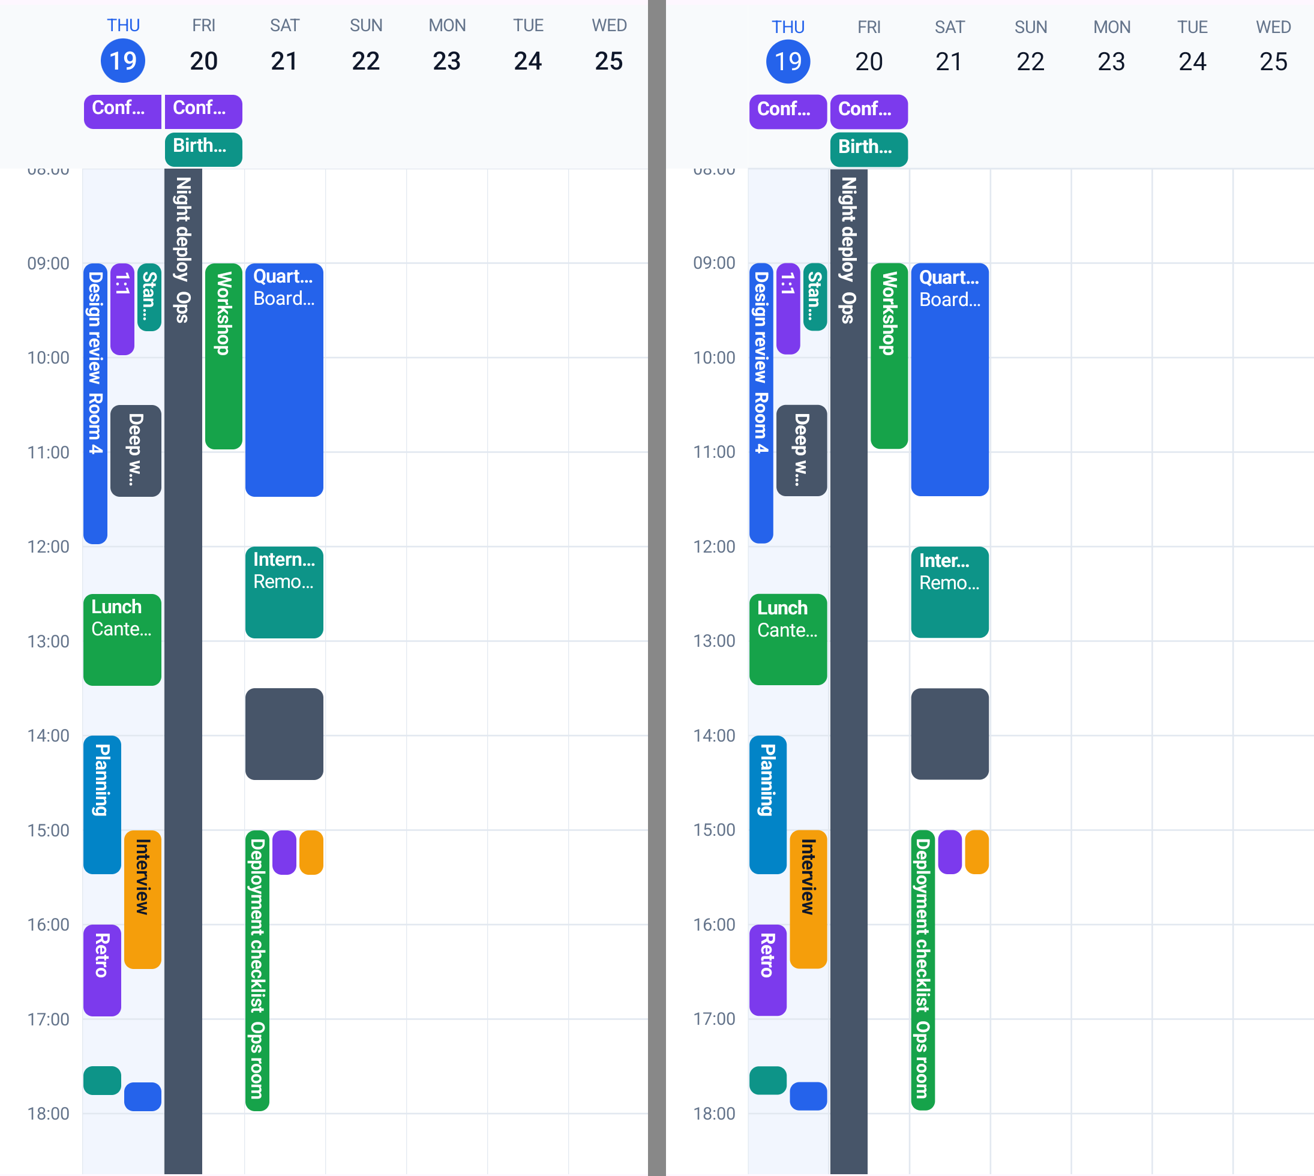 THU FRI SAT SUN MON TUE WED
19 20 21 22 23 24 25
Conf... Conf...
Birth...
08:00
Night deploy Ops
09:00
Design review Room 4
1:1
Stan...
Workshop
Quart...
Board...
10:00
Deep w...
11:00
12:00
Intern...
Remo...
Lunch
Cante...
13:00
14:00
Planning
15:00
Interview
Deployment checklist Ops room
16:00
Retro
17:00
18:00
THU FRI SAT SUN MON TUE WED
19 20 21 22 23 24 25
Conf... Conf...
Birth...
08:00
Night deploy Ops
09:00
Design review Room 4
1:1
Stan...
Workshop
Quart...
Board...
10:00
Deep w...
11:00
12:00
Inter...
Remo...
Lunch
Cante...
13:00
14:00
Planning
15:00
Interview
Deployment checklist Ops room
16:00
Retro
17:00
18:00